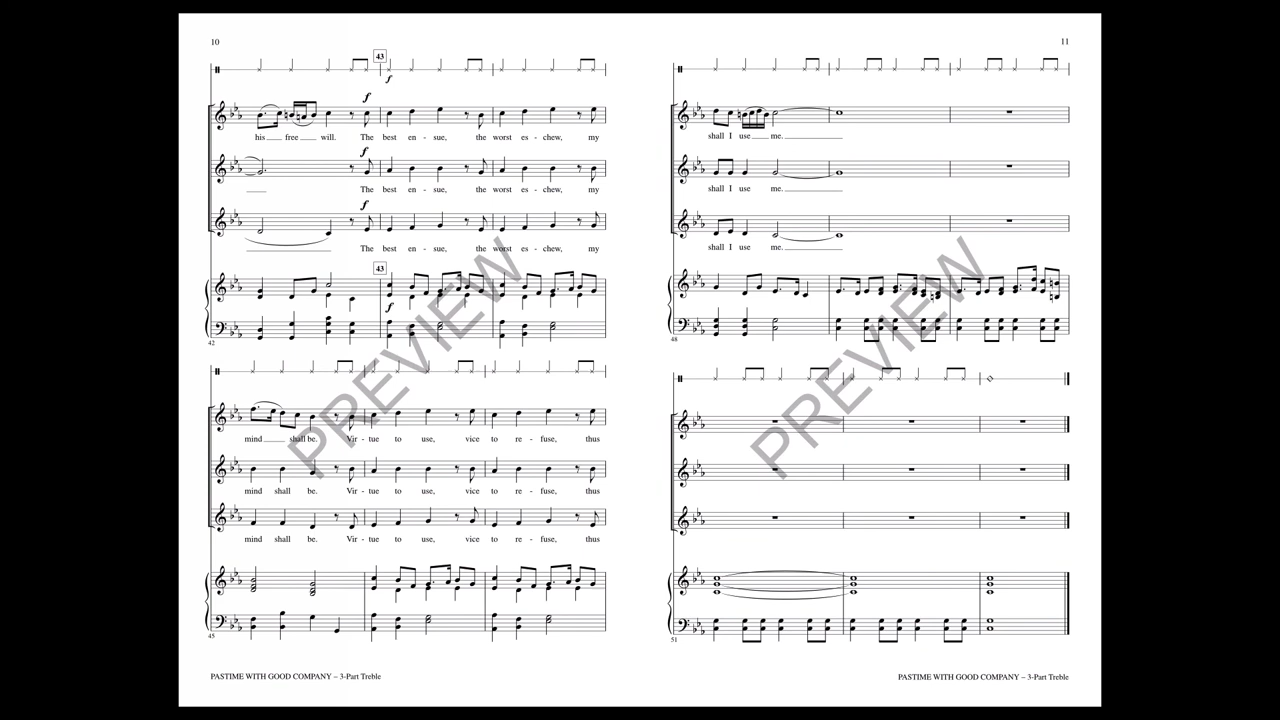 10
43
f
f
his free will. The best en - sue, the worst es - chew, my
f
The best en - sue, the worst es - chew, my
f
The best en - sue, the worst es - chew, my
43
f
42
mind shall be. Vir - tue to use, vice to re - fuse, thus
mind shall be. Vir - tue to use, vice to re - fuse, thus
mind shall be. Vir - tue to use, vice to re - fuse, thus
45
PREVIEW
PASTIME WITH GOOD COMPANY – 3-Part Treble
11
shall I use me.
shall I use me.
shall I use me.
48
51
PREVIEW
PASTIME WITH GOOD COMPANY – 3-Part Treble